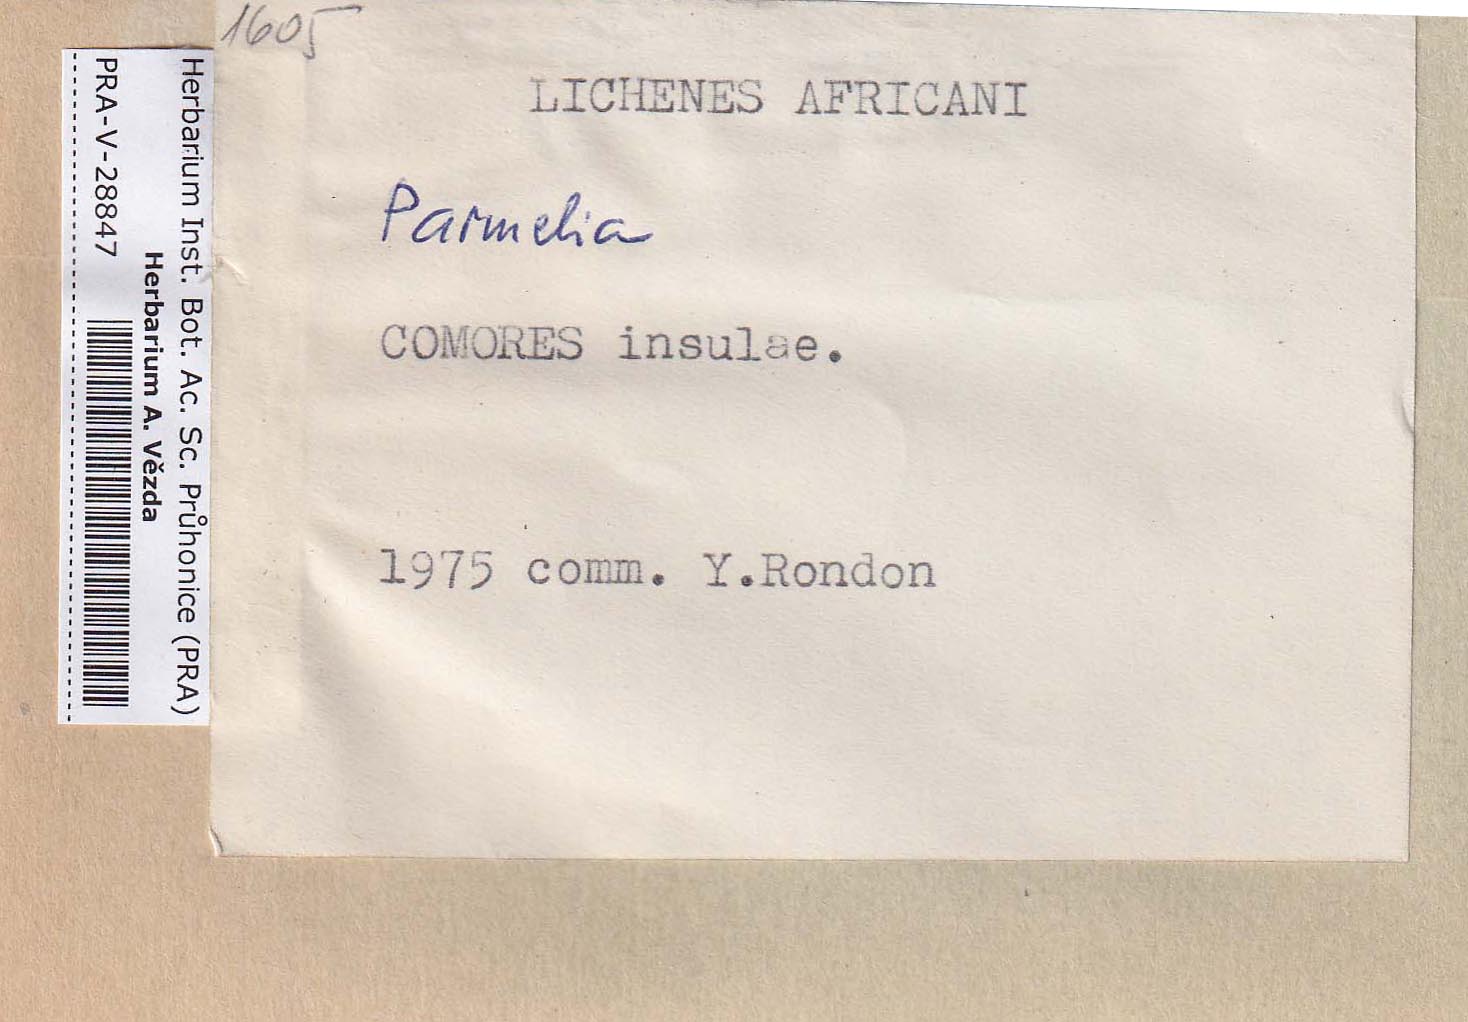 1605
LICHENES AFRICANI
Parmelia
COMORES insulae.
1975 comm. Y.Rondon
Herbarium Inst. Bot. Ac. Sc. Průhonice (PRA)
Herbarium A. Vězda
PRA-V-28847